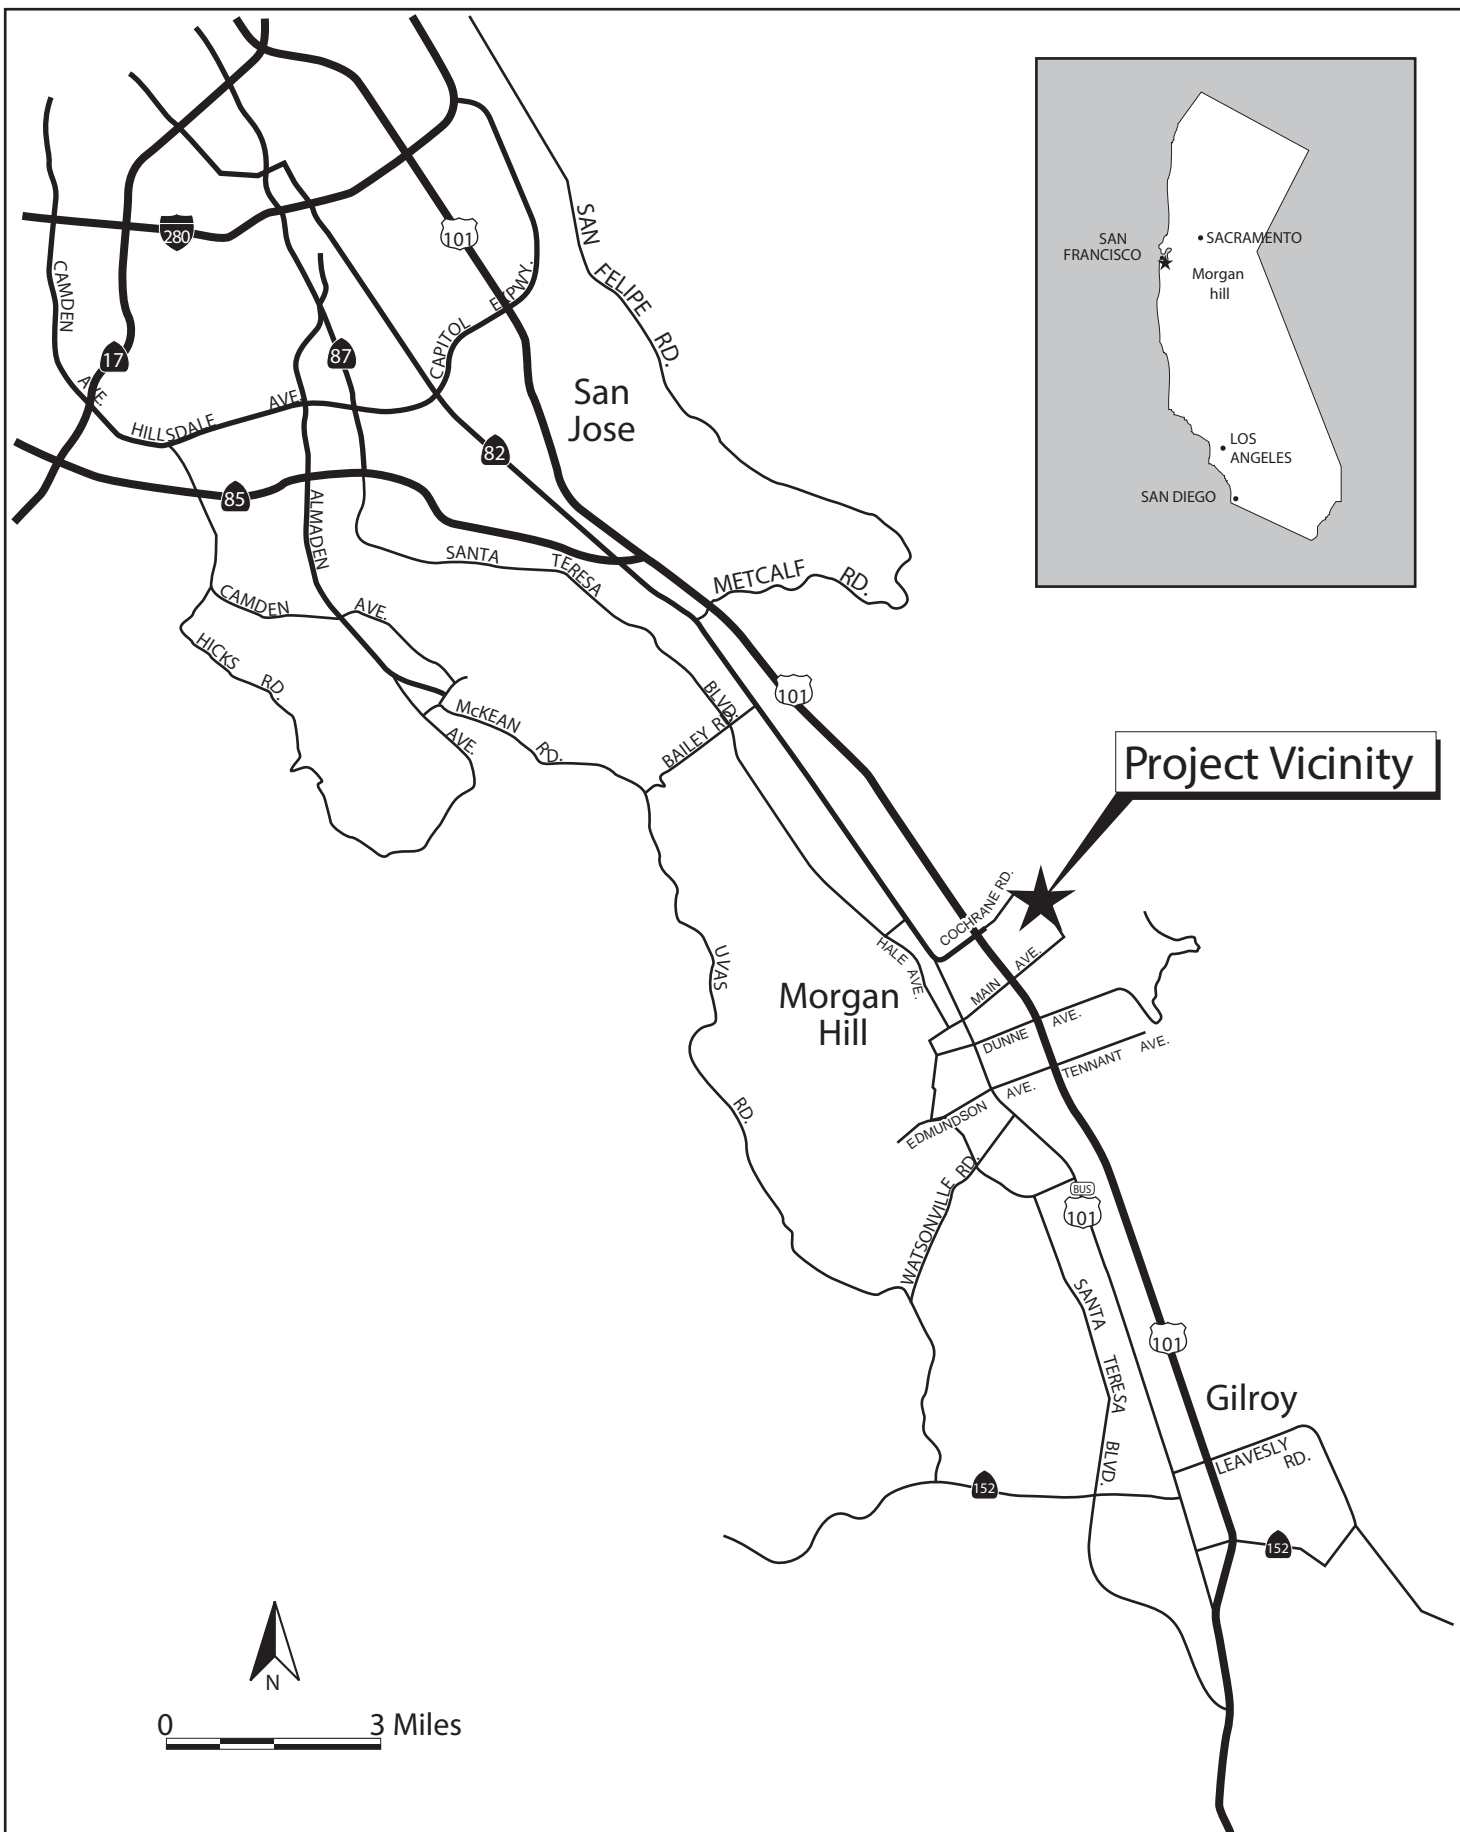 280
101
SAN
FELIPE
RD.
CAMDEN
AVE.
17
87
CAPITOL
EXPWY.
HILLSDALE
AVE.
San
Jose
82
85
ALMADEN
SANTA
TERESA
BLVD.
METCALF
RD.
CAMDEN
AVE.
HICKS
RD.
McKEAN
RD.
AVE.
BAILEY RD.
101
SAN
FRANCISCO
SACRAMENTO
Morgan
hill
LOS
ANGELES
SAN DIEGO
Project Vicinity
COCHRANE RD.
HALE AVE.
MAIN
AVE.
Morgan
Hill
DUNNE
AVE.
TENNANT
AVE.
EDMUNDSON
AVE.
UVAS
RD.
WATSONVILLE RD.
BUS
101
SANTA
TERESA
BLVD.
101
Gilroy
LEAVESLY
RD.
152
152
N
0
3 Miles